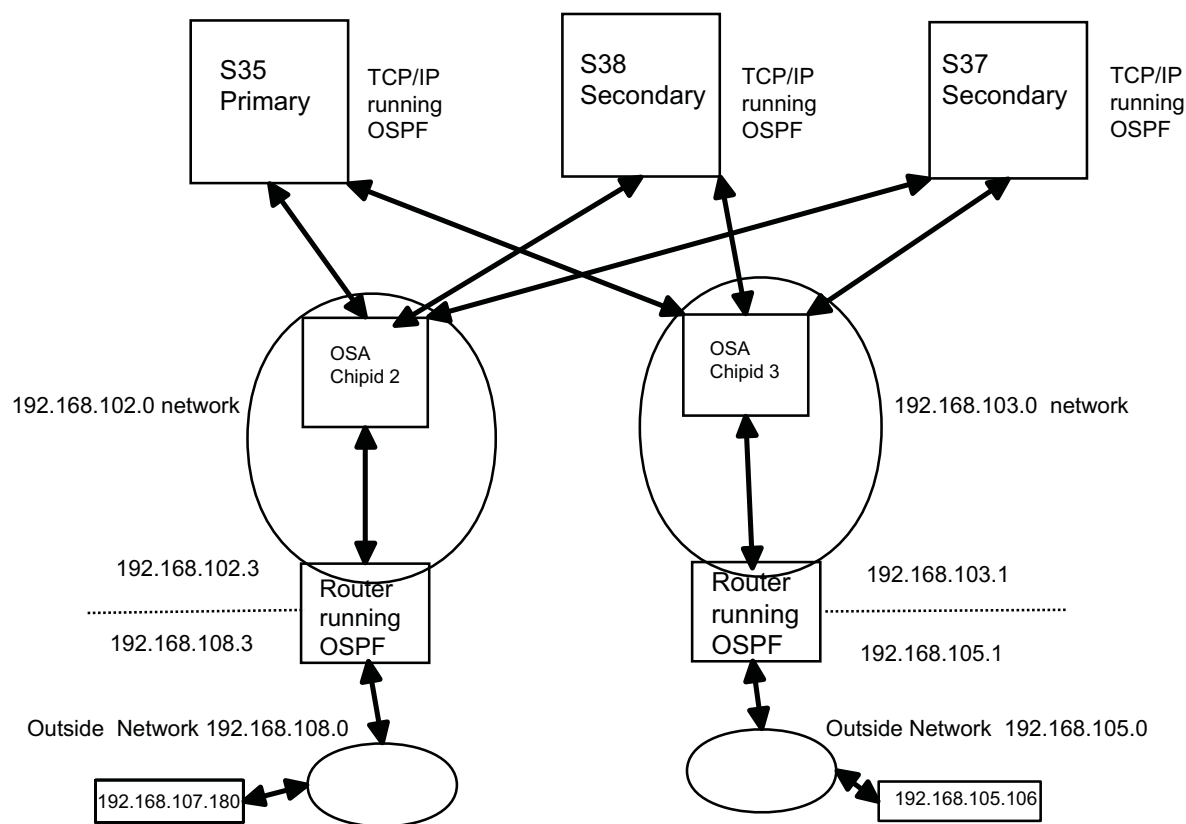 S35
Primary
TCP/IP
running
OSPF
S38
Secondary
TCP/IP
running
OSPF
S37
Secondary
TCP/IP
running
OSPF
OSA
Chipid 2
OSA
Chipid 3
192.168.102.0 network
192.168.103.0 network
192.168.102.3
192.168.108.3
Router
running
OSPF
Router
running
OSPF
192.168.103.1
192.168.105.1
Outside Network 192.168.108.0
Outside Network 192.168.105.0
192.168.107.180
192.168.105.106